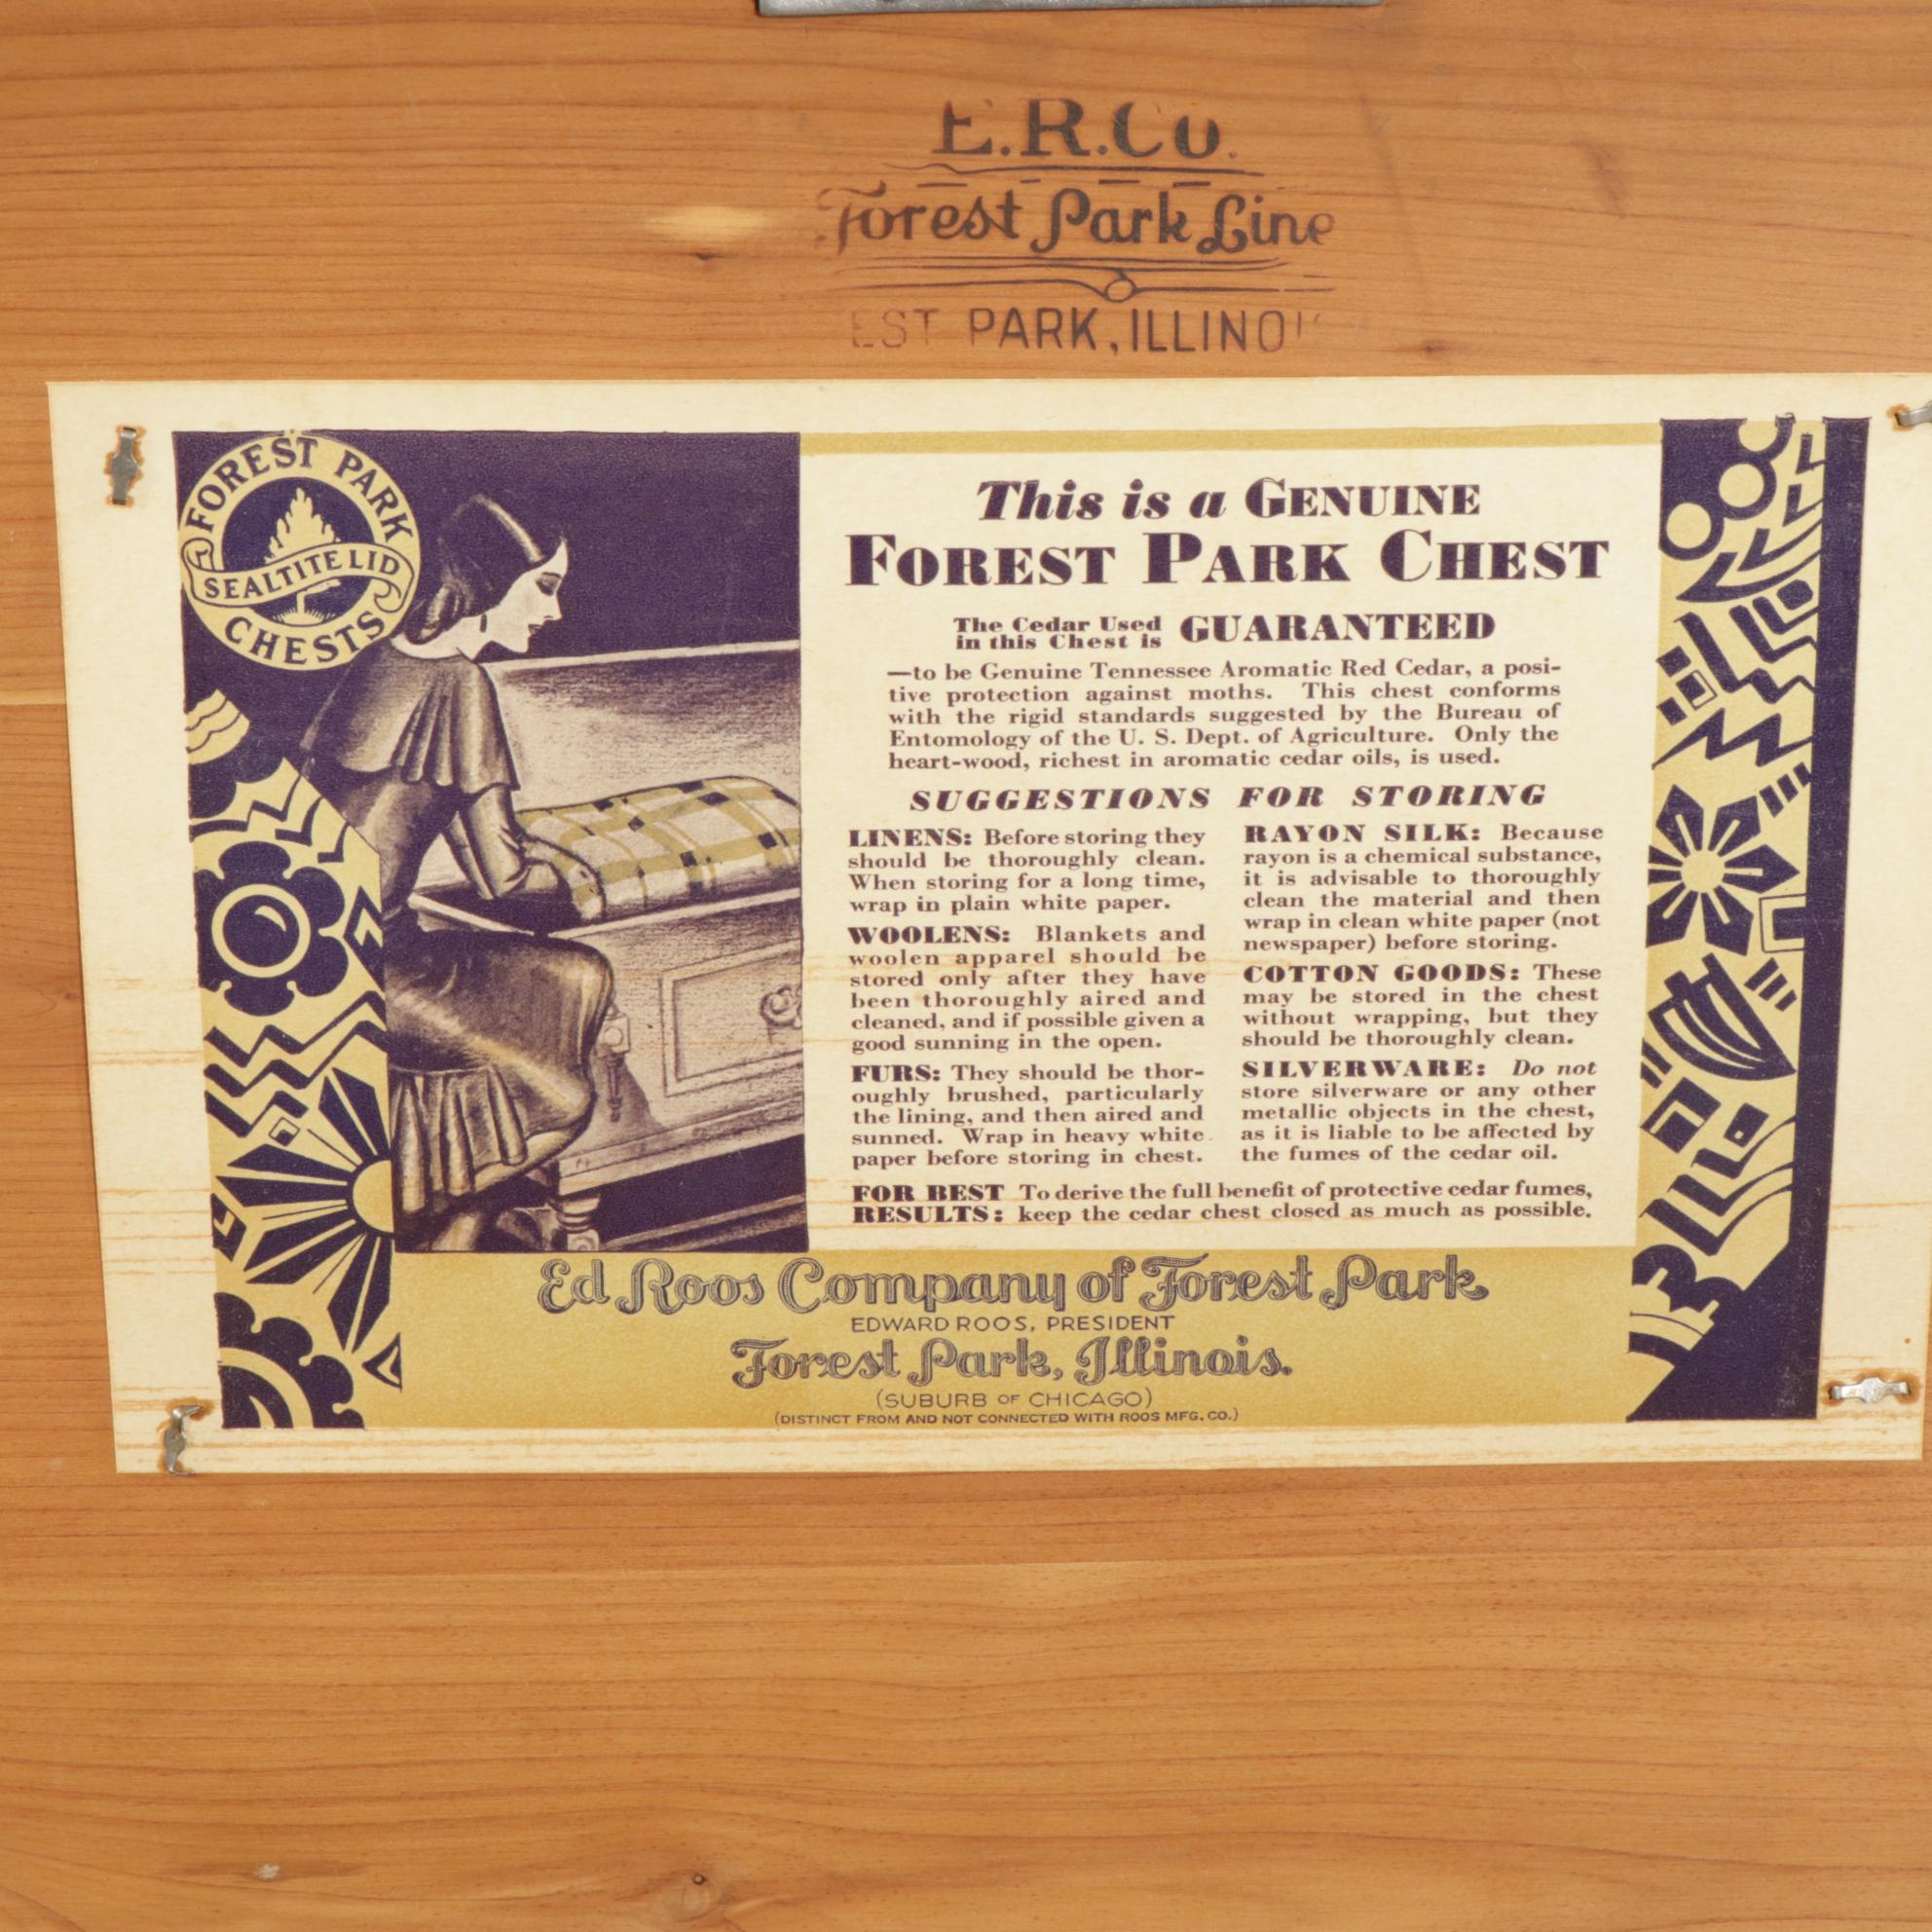 E.R.Co.
Forest Park Line
EST PARK, ILLINOI
FOREST PARK
SEALTITE LID
CHESTS
This is a GENUINE
FOREST PARK CHEST
The Cedar Used
in this Chest is GUARANTEED
—to be Genuine Tennessee Aromatic Red Cedar, a posi-
tive protection against moths. This chest conforms
with the rigid standards suggested by the Bureau of
Entomology of the U. S. Dept. of Agriculture. Only the
heart-wood, richest in aromatic cedar oils, is used.
SUGGESTIONS FOR STORING
LINENS: Before storing they
should be thoroughly clean.
When storing for a long time,
wrap in plain white paper.
WOOLENS: Blankets and
woolen apparel should be
stored only after they have
been thoroughly aired and
cleaned, and if possible given a
good sunning in the open.
FURS: They should be thor-
oughly brushed, particularly
the lining, and then aired and
sunned. Wrap in heavy white
paper before storing in chest.
RAYON SILK: Because
rayon is a chemical substance,
it is advisable to thoroughly
clean the material and then
wrap in clean white paper (not
newspaper) before storing.
COTTON GOODS: These
may be stored in the chest
without wrapping, but they
should be thoroughly clean.
SILVERWARE: Do not
store silverware or any other
metallic objects in the chest,
as it is liable to be affected by
the fumes of the cedar oil.
FOR BEST To derive the full benefit of protective cedar fumes,
RESULTS: keep the cedar chest closed as much as possible.
Ed Roos Company of Forest Park
EDWARD ROOS, PRESIDENT
Forest Park, Illinois.
(SUBURB OF CHICAGO)
(DISTINCT FROM AND NOT CONNECTED WITH ROOS MFG. CO.)